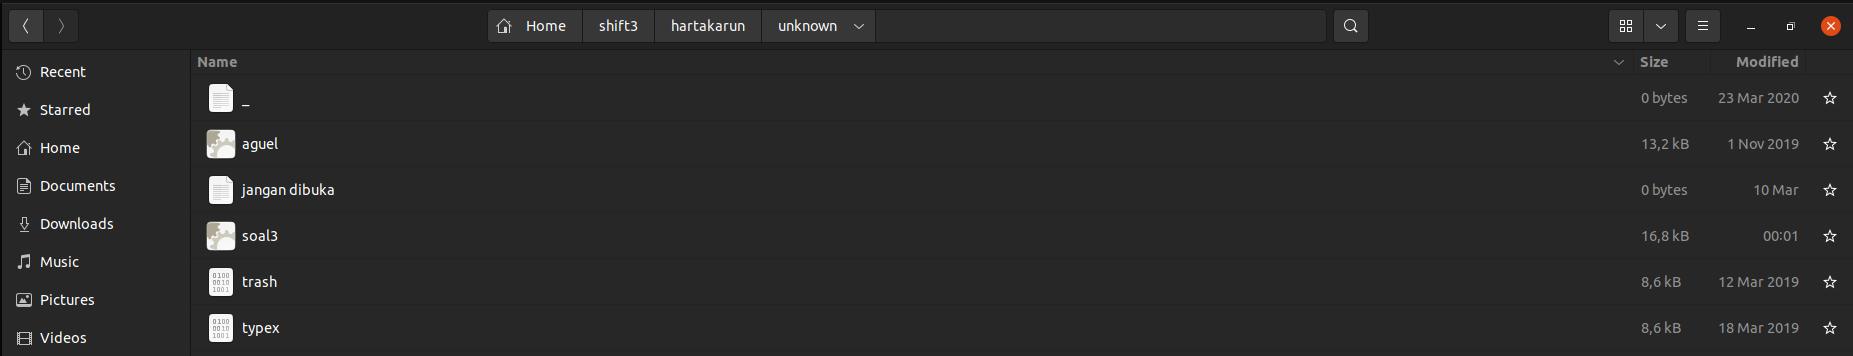 Home shift3 hartakarun unknown
Name Size Modified
Recent
Starred
Home
Documents
Downloads
Music
Pictures
Videos
_ 0 bytes 23 Mar 2020
aguel 13,2 kB 1 Nov 2019
jangan dibuka 0 bytes 10 Mar
soal3 16,8 kB 00:01
trash 8,6 kB 12 Mar 2019
typex 8,6 kB 18 Mar 2019